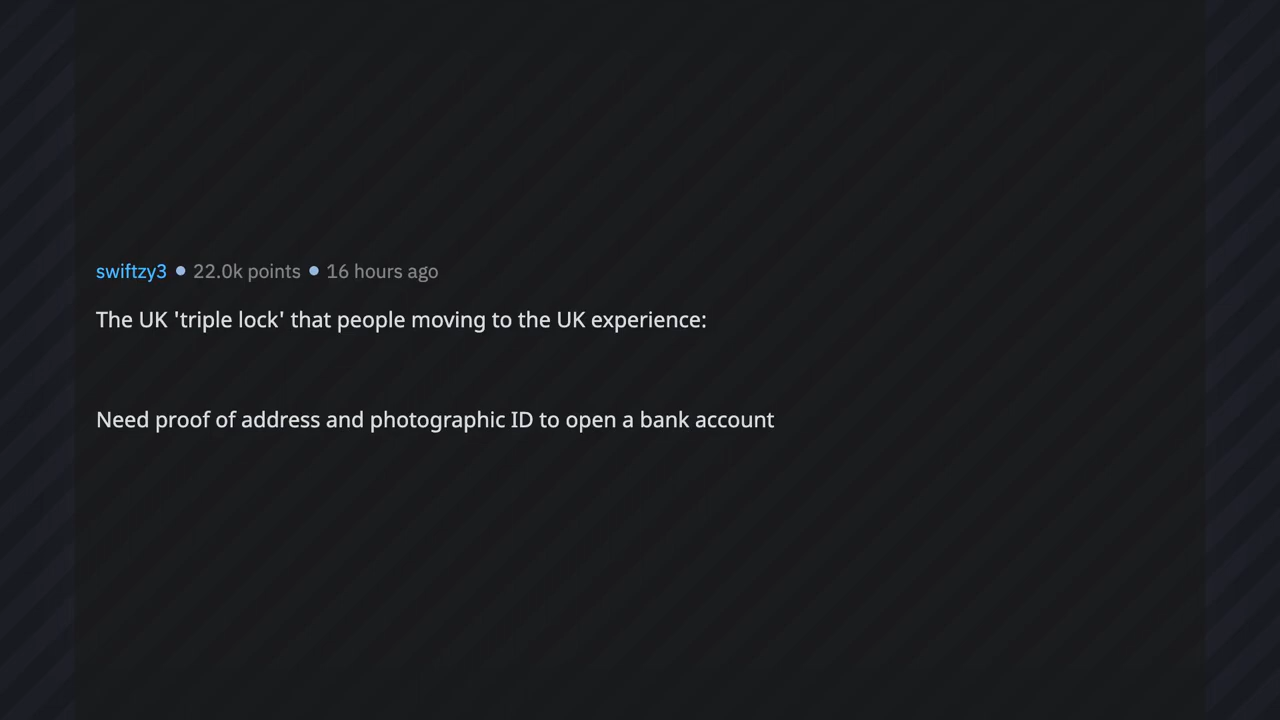 swiftzy3 • 22.0k points • 16 hours ago
The UK 'triple lock' that people moving to the UK experience:
Need proof of address and photographic ID to open a bank account